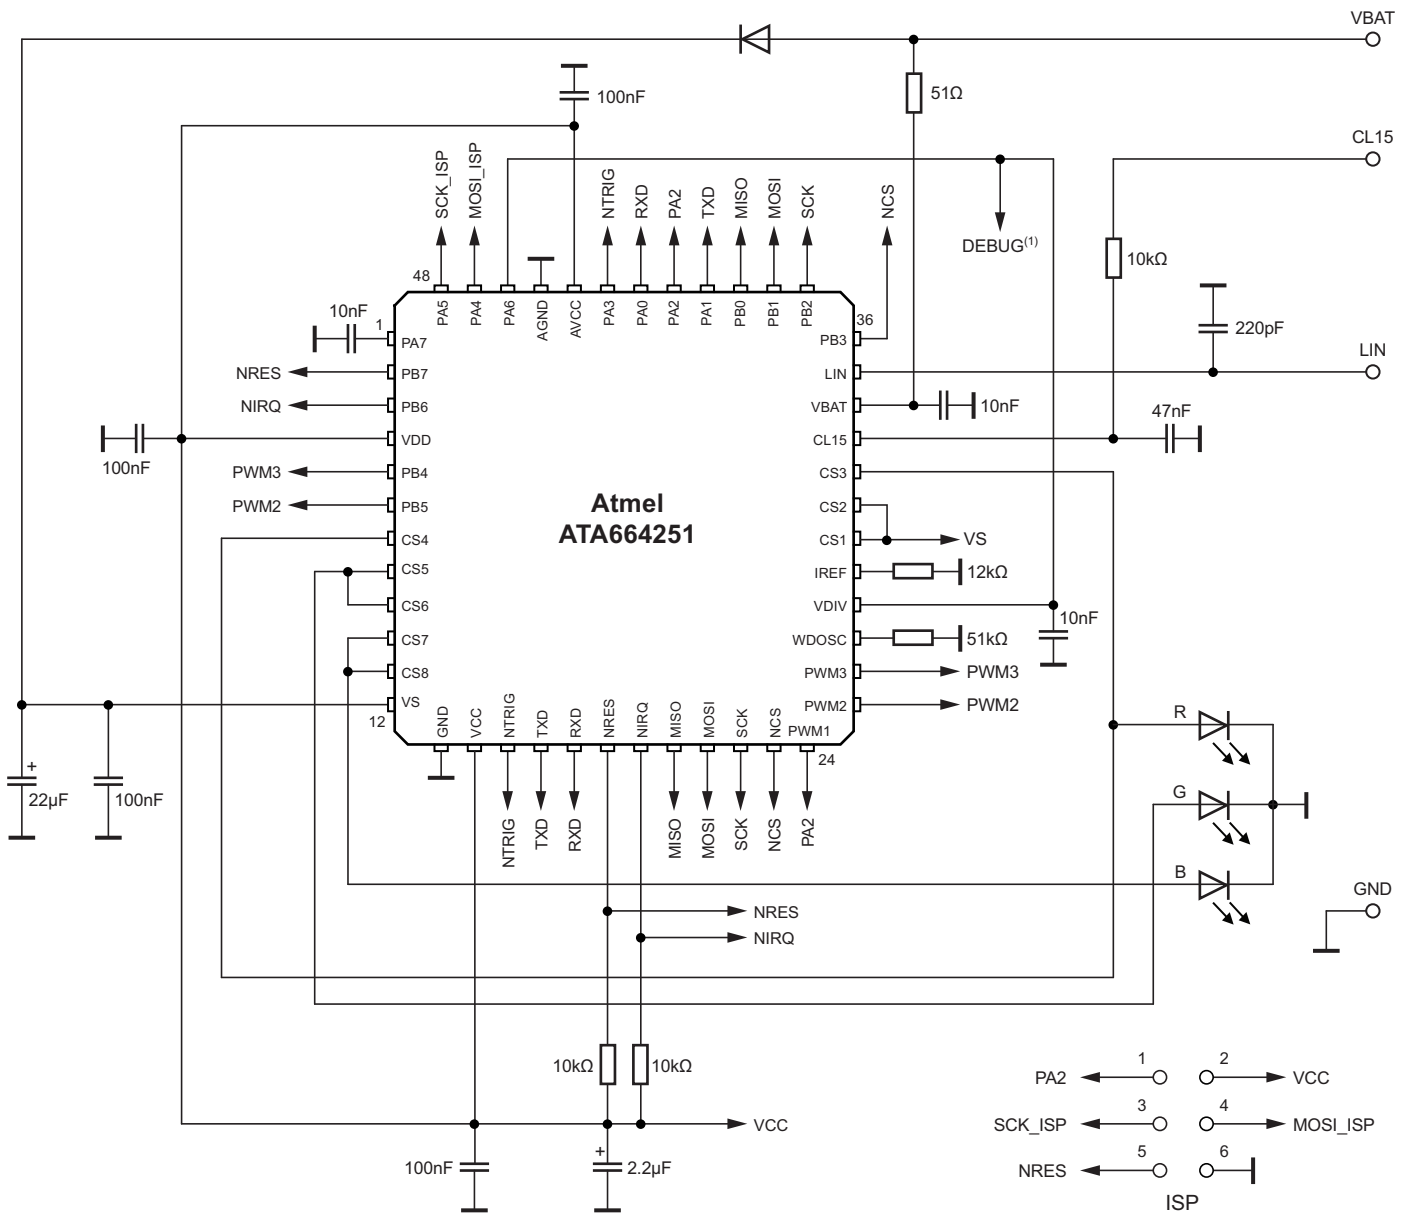 VBAT
100nF
51Ω
CL15
SCK_ISP
MOSI_ISP
NTRIG
RXD
PA2
TXD
MISO
MOSI
SCK
NCS
DEBUG(1)
10kΩ
48
PA5
PA4
PA6
AGND
AVCC
PA3
PA0
PA2
PA1
PB0
PB1
PB2
36
10nF
1
PA7
PB3
220pF
NRES
PB7
LIN
LIN
NIRQ
PB6
VBAT
10nF
47nF
100nF
VDD
CL15
PWM3
PB4
CS3
PWM2
PB5
CS2
Atmel
ATA664251
CS4
CS1
VS
CS5
IREF
12kΩ
CS6
VDIV
10nF
CS7
WDOSC
51kΩ
CS8
PWM3
PWM3
VS
PWM2
PWM2
12
GND
VCC
NTRIG
TXD
RXD
NRES
NIRQ
MISO
MOSI
SCK
NCS
PWM1
24
R
+
22µF
100nF
G
NTRIG
TXD
RXD
MISO
MOSI
SCK
NCS
PA2
B
GND
NRES
NIRQ
10kΩ
10kΩ
1
2
PA2
VCC
3
4
SCK_ISP
MOSI_ISP
VCC
5
6
NRES
100nF
+
2.2µF
ISP